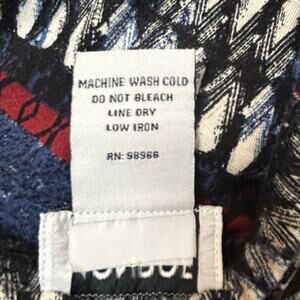 MACHINE WASH COLD
DO NOT BLEACH
LINE DRY
LOW IRON
RN: 98966